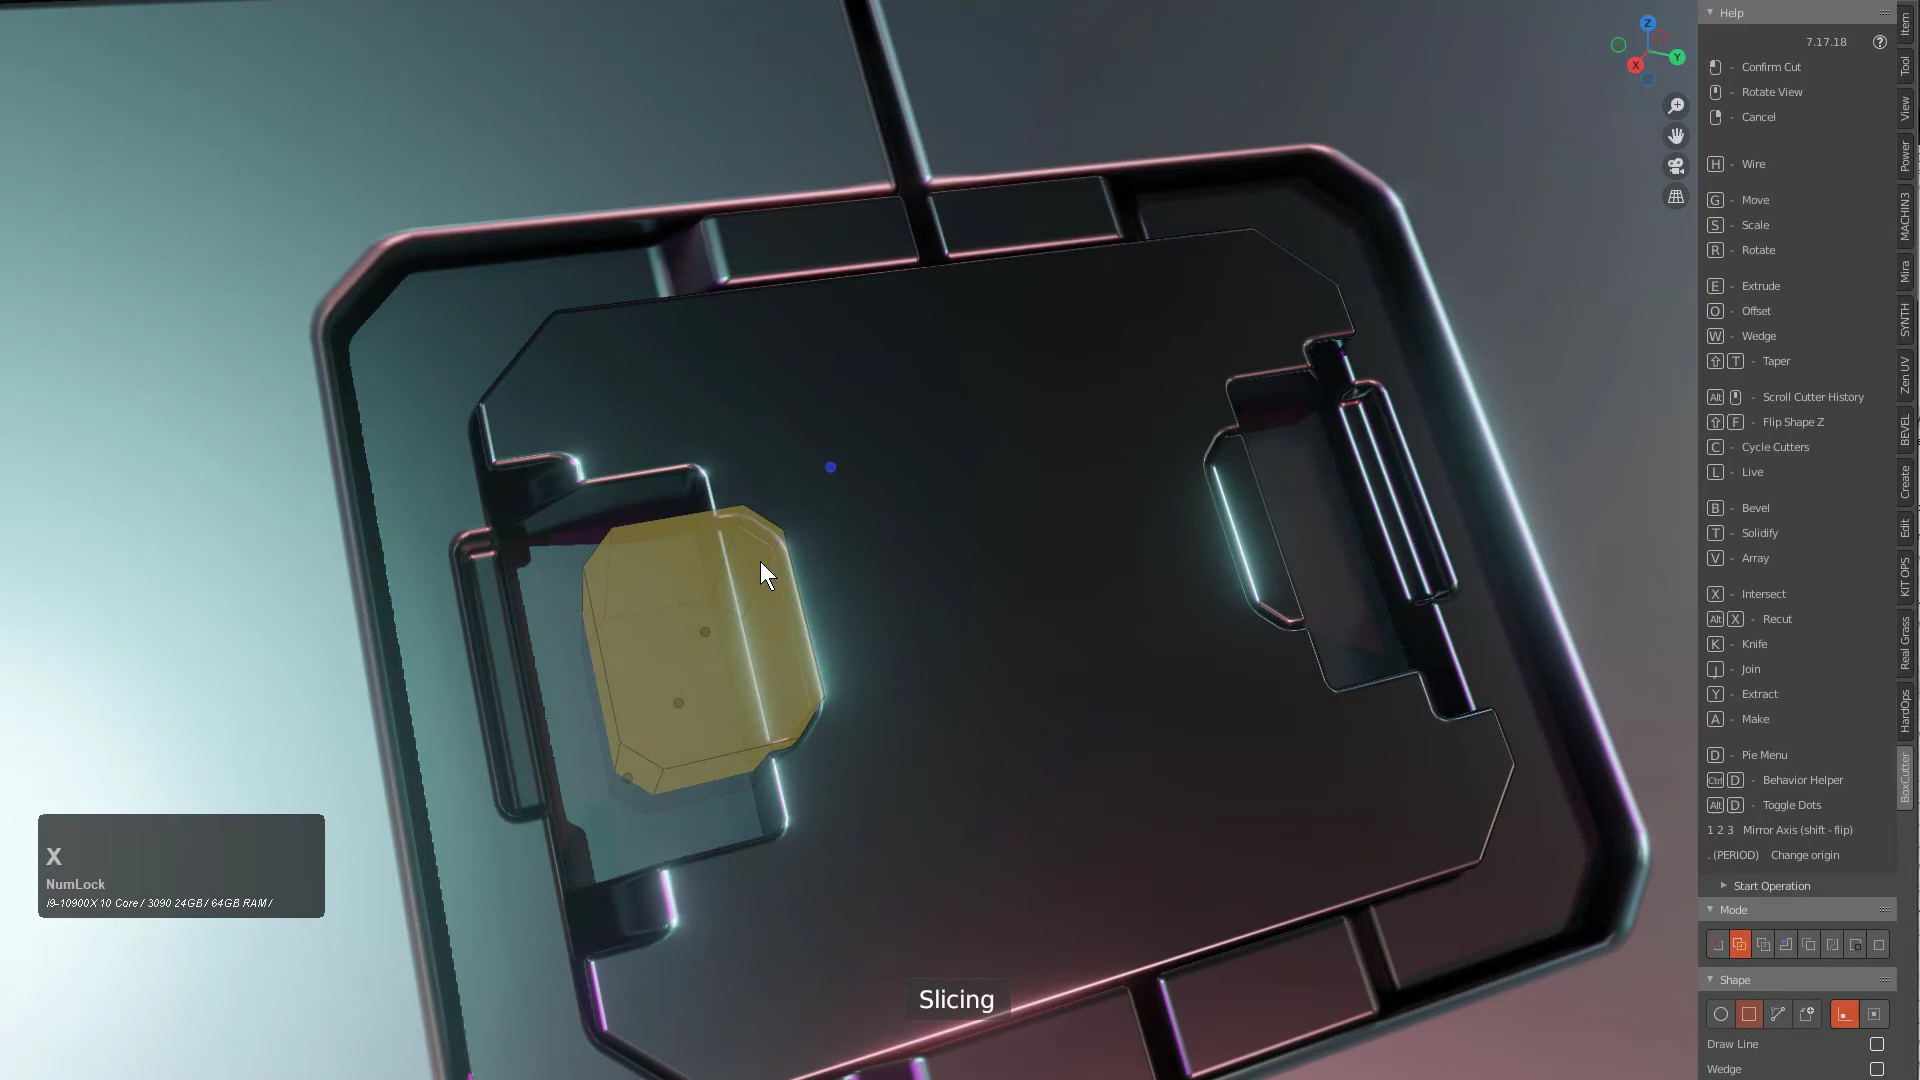 Help
7.17.18
Confirm Cut
Rotate View
Cancel
H - Wire
G - Move
S - Scale
R - Rotate
E - Extrude
O - Offset
W - Wedge
T - Taper
Alt - Scroll Cutter History
F - Flip Shape Z
C - Cycle Cutters
L - Live
B - Bevel
T - Solidify
V - Array
X - Intersect
Alt X - Recut
K - Knife
J - Join
Y - Extract
A - Make
D - Pie Menu
Ctrl D - Behavior Helper
Alt D - Toggle Dots
1 2 3 Mirror Axis (shift - flip)
. (PERIOD) Change origin
Start Operation
Mode
Shape
Draw Line
Wedge
Item
Tool
View
Power
MACHIN3
Mira
SYNTH
Zen UV
BEVEL
Create
Edit
KIT OPS
Real Grass
HardOps
BoxCutter
Z
Y
X
X
NumLock
i9-10900X 10 Core / 3090 24GB / 64GB RAM /
Slicing